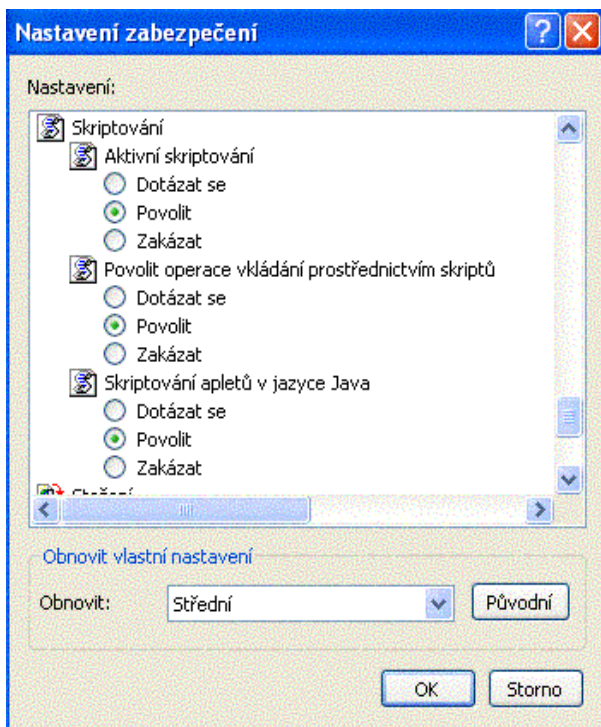 Nastavení zabezpečení
Nastavení:
Skriptování
Aktivní skriptování
Dotázat se
Povolit
Zakázat
Povolit operace vkládání prostřednictvím skriptů
Dotázat se
Povolit
Zakázat
Skriptování apletů v jazyce Java
Dotázat se
Povolit
Zakázat
Obnovit vlastní nastavení
Obnovit: Střední Původní
OK Storno